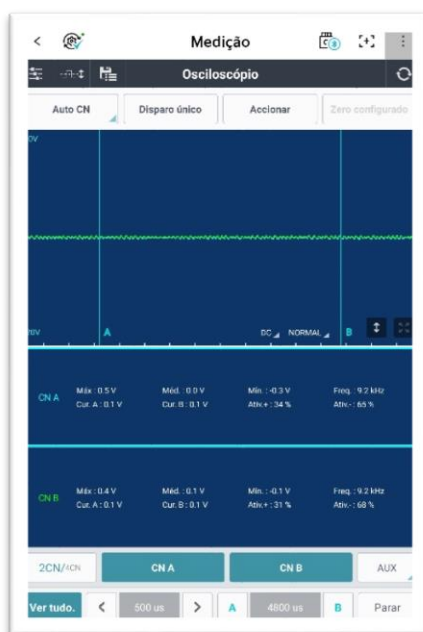 Medição
Osciloscópio
Auto CN
Disparo único
Accionar
Zero configurado
0V
20V
A
DC
NORMAL
B
CN A
Máx : 0.5 V
Méd. : 0.0 V
Mín. : -0.3 V
Freq. : 9.2 kHz
Cur. A : 0.1 V
Cur. B : 0.1 V
Ativ.+ : 34 %
Ativ.- : 65 %
CN B
Máx : 0.4 V
Méd. : 0.1 V
Mín. : -0.1 V
Freq. : 9.2 kHz
Cur. A : 0.1 V
Cur. B : 0.1 V
Ativ.+ : 31 %
Ativ.- : 68 %
2CN/4CN
CN A
CN B
AUX
Ver tudo.
<
500 us
>
A
4800 us
B
Parar